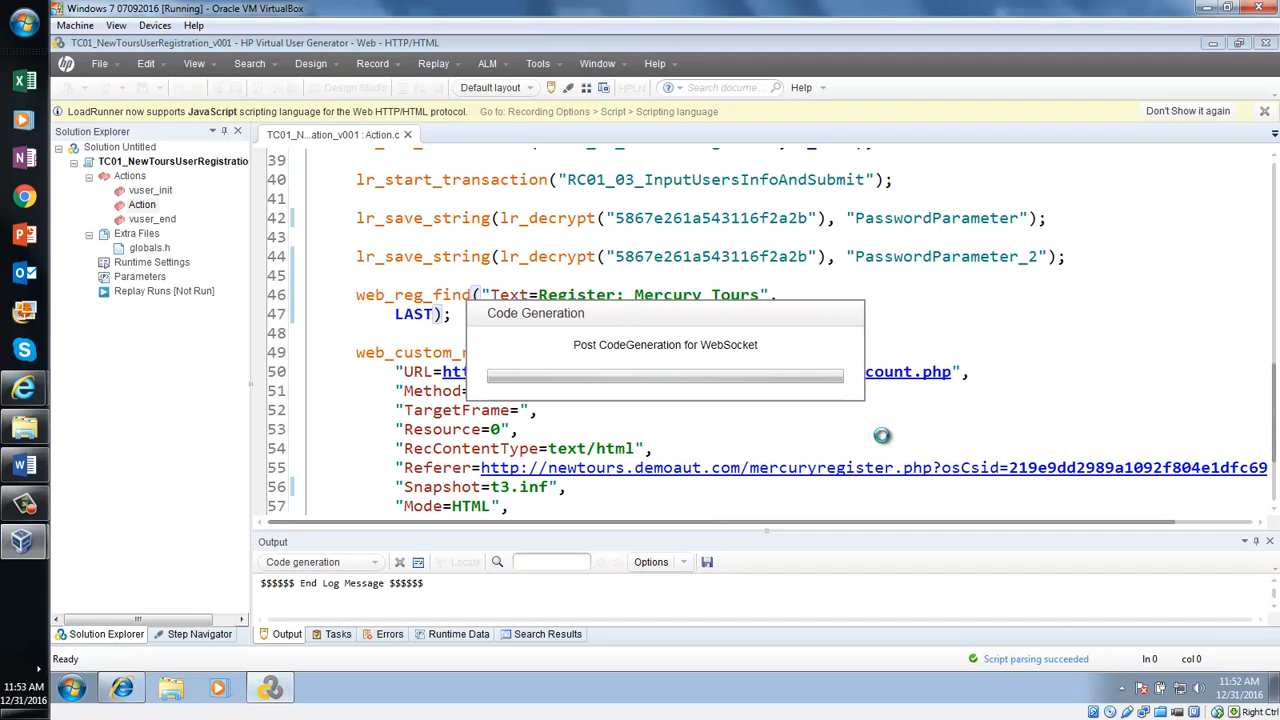 Windows 7 07092016 [Running] - Oracle VM VirtualBox
Machine View Devices Help
TC01_NewToursUserRegistration_v001 - HP Virtual User Generator - Web - HTTP/HTML
File Edit View Search Design Record Replay ALM Tools Window Help
Design Studio Default layout HPLN Search docume... Help
LoadRunner now supports JavaScript scripting language for the Web HTTP/HTML protocol. Go to: Recording Options > Script > Scripting language Don't Show it again
Solution Explorer
TC01_N...ation_v001 : Action.c
Solution Untitled
TC01_NewToursUserRegistratio
Actions
vuser_init
Action
vuser_end
Extra Files
globals.h
Runtime Settings
Parameters
Replay Runs [Not Run]
39
40 lr_start_transaction("RC01_03_InputUsersInfoAndSubmit");
41
42 lr_save_string(lr_decrypt("5867e261a543116f2a2b"), "PasswordParameter");
43
44 lr_save_string(lr_decrypt("5867e261a543116f2a2b"), "PasswordParameter_2");
45
46 web_reg_find("Text=Register: Mercury Tours",
47 LAST);
48
49 web_custom_r
50 "URL=htt count.php",
51 "Method=
52 "TargetFrame=",
53 "Resource=0",
54 "RecContentType=text/html",
55 "Referer=http://newtours.demoaut.com/mercuryregister.php?osCsid=219e9dd2989a1092f804e1dfc69
56 "Snapshot=t3.inf",
57 "Mode=HTML",
Code Generation
Post CodeGeneration for WebSocket
Output
Code generation Locate Options
$$$$$$ End Log Message $$$$$$
Solution Explorer Step Navigator Output Tasks Errors Runtime Data Search Results
Ready Script parsing succeeded ln 0 col 0
11:53 AM
12/31/2016
11:52 AM
12/31/2016
Right Ctrl